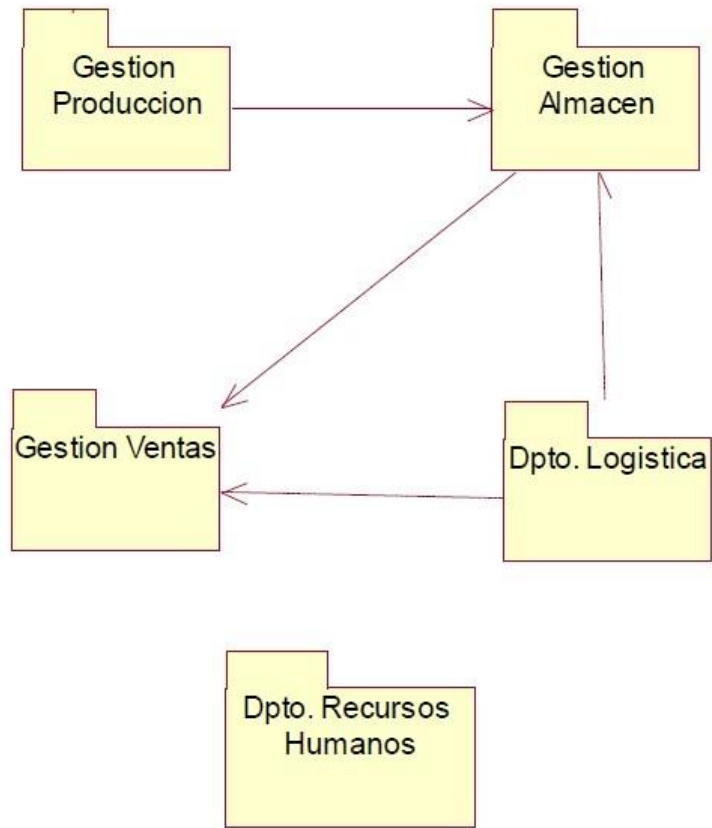 Gestion
Produccion
Gestion
Almacen
Gestion Ventas
Dpto. Logistica
Dpto. Recursos
Humanos